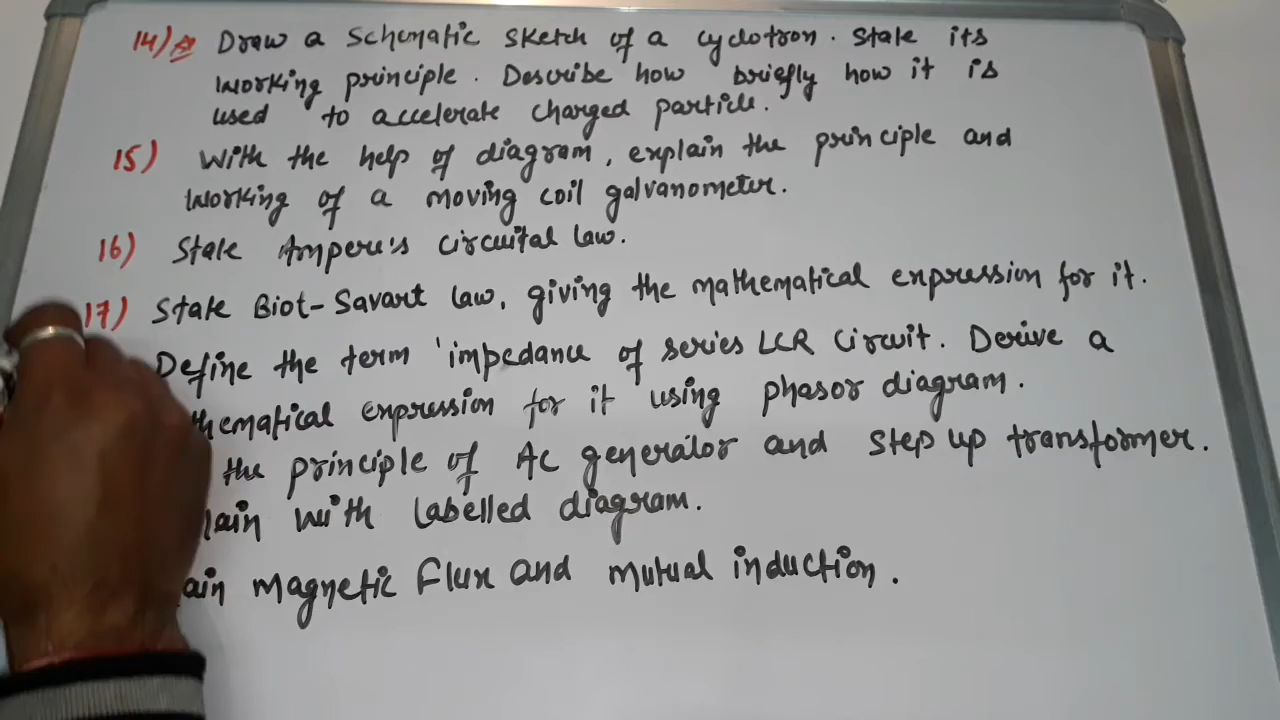 14) Draw a Schematic sketch of a cyclotron. State its
working principle. Describe how briefly how it is
used to accelerate charged particle.
15) With the help of diagram, explain the principle and
working of a moving coil galvanometer.
16) State Ampere's circuital law.
17) State Biot-Savart law, giving the mathematical expression for it.
Define the term 'impedance of series LCR Circuit. Derive a
hematical expression for it using phasor diagram.
the principle of AC generator and step up transformer.
lain with labelled diagram.
ain magnetic flux and mutual induction.